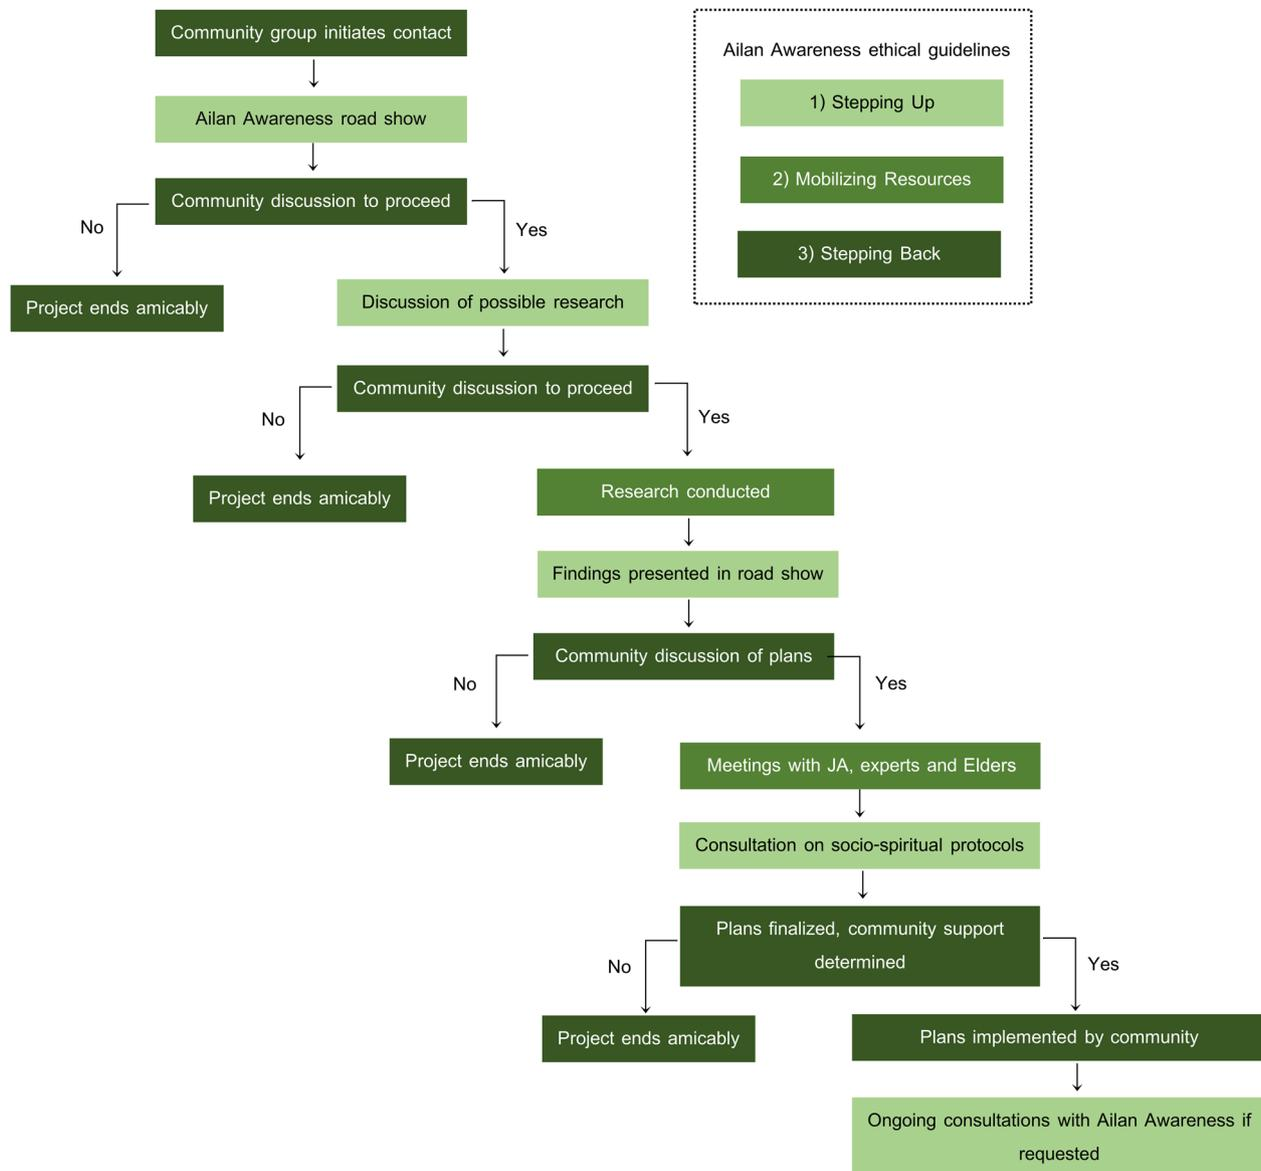 Community group initiates contact
Ailan Awareness road show
Community discussion to proceed
No
Yes
Project ends amicably
Discussion of possible research
Community discussion to proceed
No
Yes
Project ends amicably
Research conducted
Findings presented in road show
Community discussion of plans
No
Yes
Project ends amicably
Meetings with JA, experts and Elders
Consultation on socio-spiritual protocols
Plans finalized, community support
determined
No
Yes
Project ends amicably
Plans implemented by community
Ongoing consultations with Ailan Awareness if
requested
Ailan Awareness ethical guidelines
1) Stepping Up
2) Mobilizing Resources
3) Stepping Back